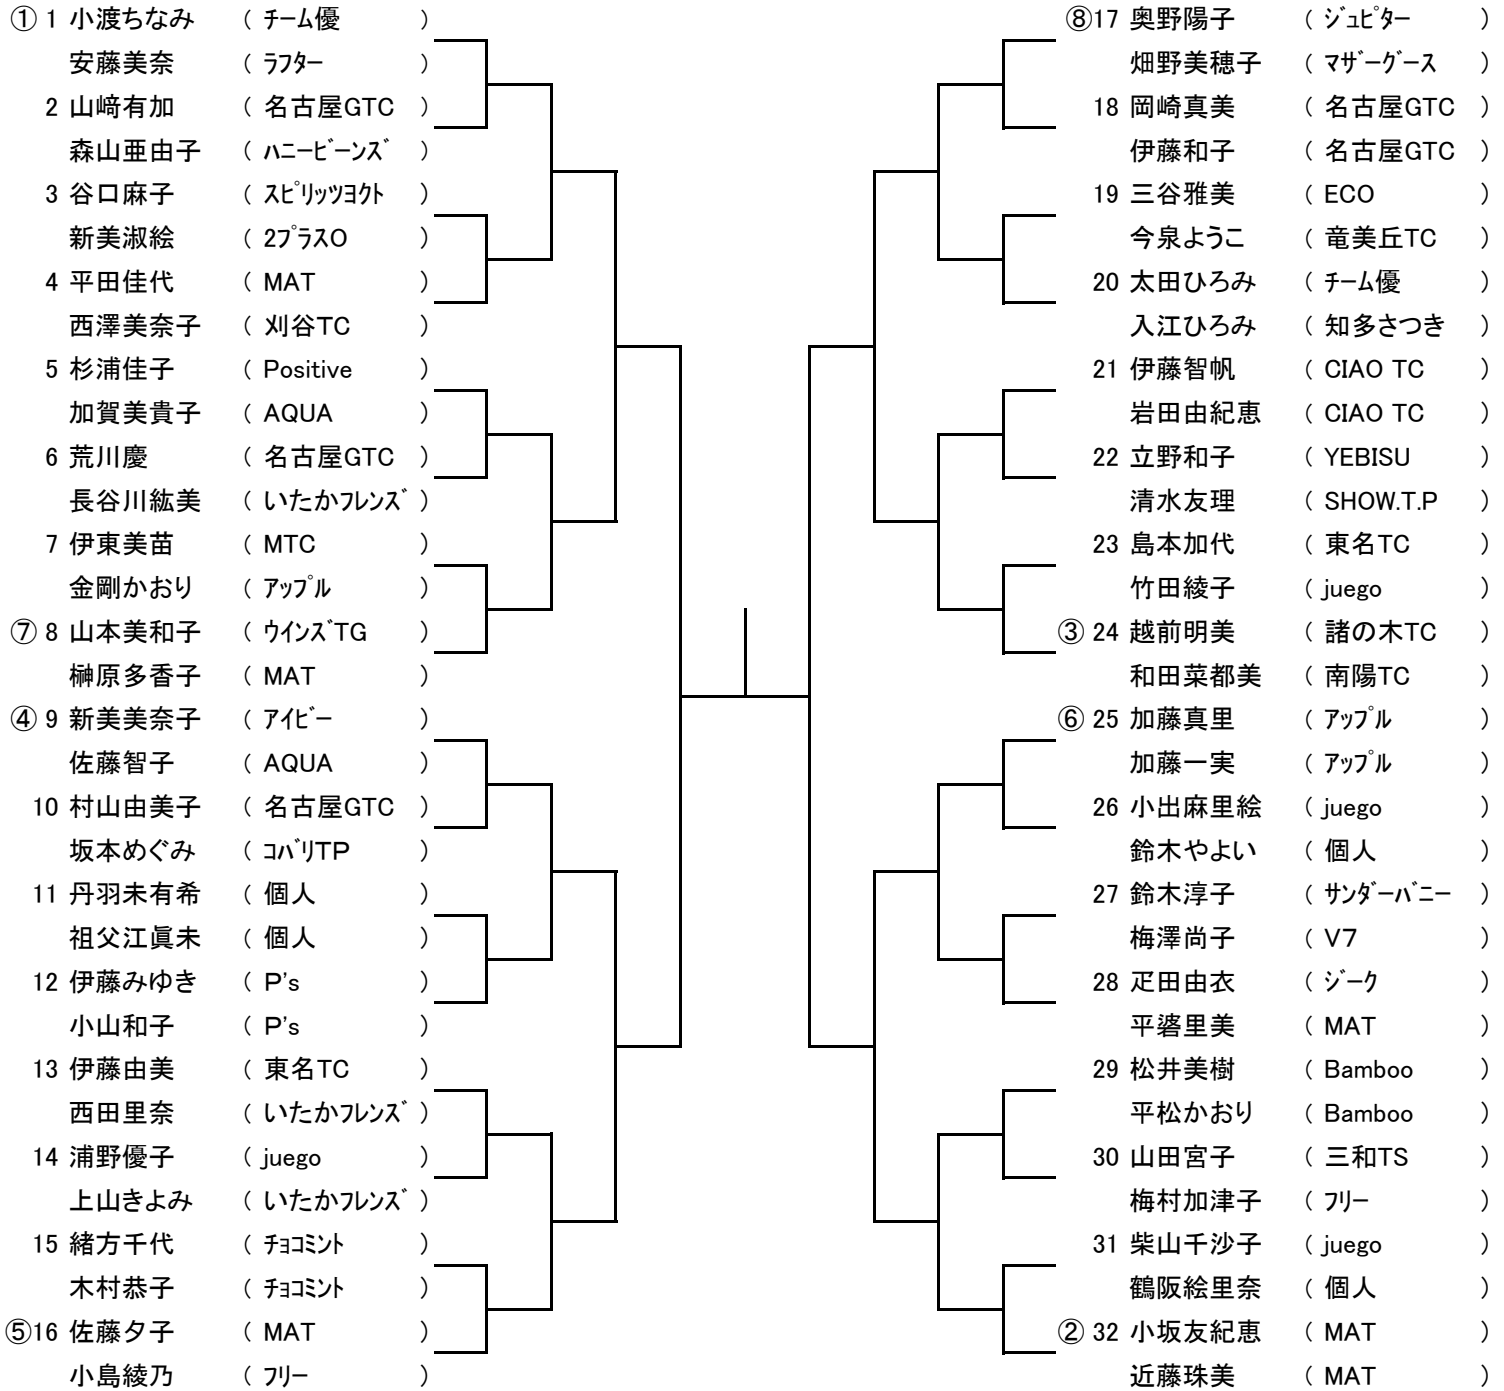 ① 1 小渡ちなみ ( チーム優 )
安藤美奈 ( ラフター )
2 山﨑有加 ( 名古屋GTC )
森山亜由子 ( ハニービーンズ )
3 谷口麻子 ( スピリッツヨクト )
新美淑絵 ( 2プラスO )
4 平田佳代 ( MAT )
西澤美奈子 ( 刈谷TC )
5 杉浦佳子 ( Positive )
加賀美貴子 ( AQUA )
6 荒川慶 ( 名古屋GTC )
長谷川紘美 ( いたかフレンズ )
7 伊東美苗 ( MTC )
金剛かおり ( アップル )
⑦ 8 山本美和子 ( ウインズTG )
榊原多香子 ( MAT )
④ 9 新美美奈子 ( アイビー )
佐藤智子 ( AQUA )
10 村山由美子 ( 名古屋GTC )
坂本めぐみ ( コバリTP )
11 丹羽未有希 ( 個人 )
祖父江眞未 ( 個人 )
12 伊藤みゆき ( P's )
小山和子 ( P's )
13 伊藤由美 ( 東名TC )
西田里奈 ( いたかフレンズ )
14 浦野優子 ( juego )
上山きよみ ( いたかフレンズ )
15 緒方千代 ( チョコミント )
木村恭子 ( チョコミント )
⑤16 佐藤夕子 ( MAT )
小島綾乃 ( フリー )
⑧17 奥野陽子 ( ジュピター )
畑野美穂子 ( マザーグース )
18 岡崎真美 ( 名古屋GTC )
伊藤和子 ( 名古屋GTC )
19 三谷雅美 ( ECO )
今泉ようこ ( 竜美丘TC )
20 太田ひろみ ( チーム優 )
入江ひろみ ( 知多さつき )
21 伊藤智帆 ( CIAO TC )
岩田由紀恵 ( CIAO TC )
22 立野和子 ( YEBISU )
清水友理 ( SHOW.T.P )
23 島本加代 ( 東名TC )
竹田綾子 ( juego )
③ 24 越前明美 ( 諸の木TC )
和田菜都美 ( 南陽TC )
⑥ 25 加藤真里 ( アップル )
加藤一実 ( アップル )
26 小出麻里絵 ( juego )
鈴木やよい ( 個人 )
27 鈴木淳子 ( サンダーバニー )
梅澤尚子 ( V7 )
28 疋田由衣 ( ジーク )
平簬里美 ( MAT )
29 松井美樹 ( Bamboo )
平松かおり ( Bamboo )
30 山田宮子 ( 三和TS )
梅村加津子 ( フリー )
31 柴山千沙子 ( juego )
鶴阪絵里奈 ( 個人 )
② 32 小坂友紀恵 ( MAT )
近藤珠美 ( MAT )